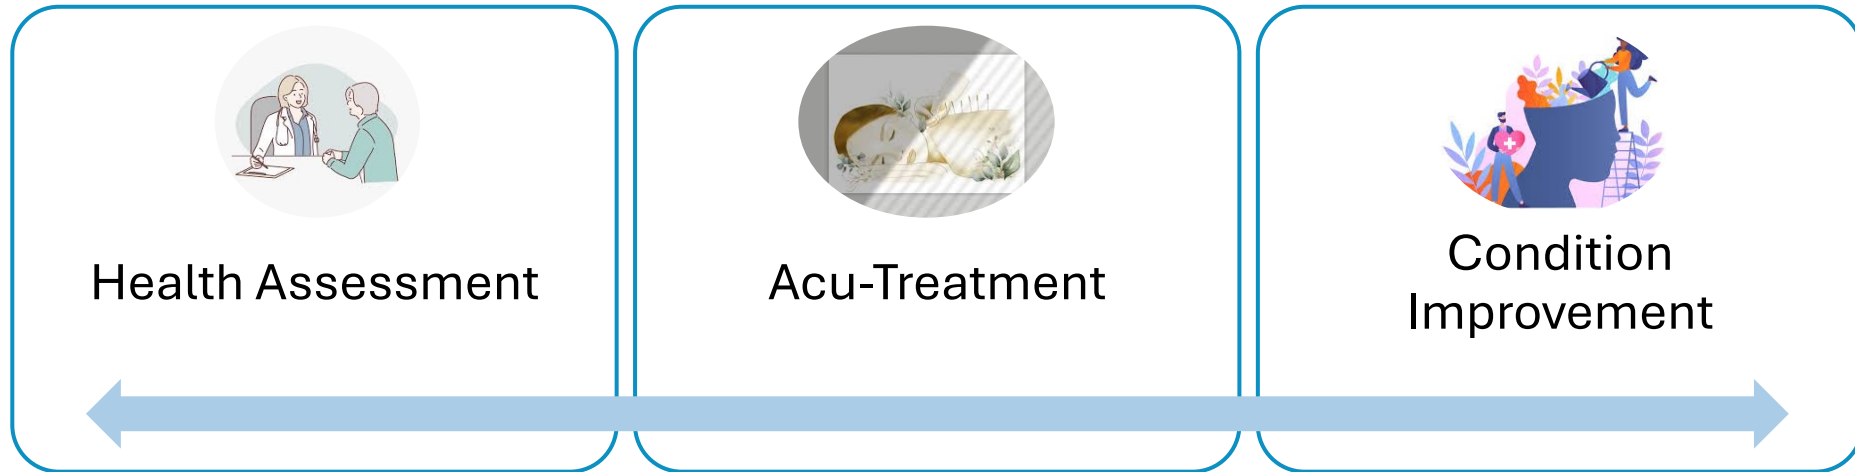 Health Assessment
Acu-Treatment
Condition
Improvement